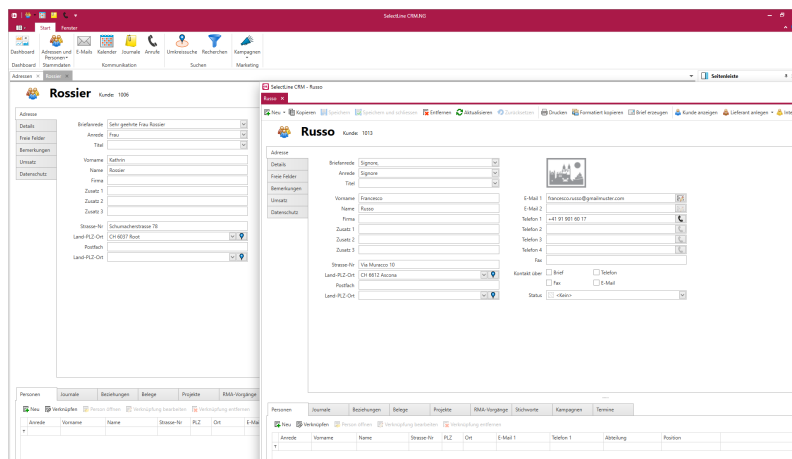 SelectLine CRM.NG
Start Fenster
Dashboard Adressen und Personen E-Mails Kalender Journale Anrufe Umkreissuche Recherchen Kampagnen
Dashboard Stammdaten Kommunikation Suchen Marketing
Adressen × Rossier × Seitenleiste
Rossier Kunde: 1006
Adresse
Details
Freie Felder
Bemerkungen
Umsatz
Datenschutz
Briefanrede Sehr geehrte Frau Rossier
Anrede Frau
Titel
Vorname Kathrin
Name Rossier
Firma
Zusatz 1
Zusatz 2
Zusatz 3
Strasse-Nr Schumacherstrasse 78
Land-PLZ-Ort CH 6037 Root
Postfach
Land-PLZ-Ort
Personen Journale Beziehungen Belege Projekte RMA-Vorgänge
Neu Verknüpfen Person öffnen Verknüpfung bearbeiten Verknüpfung entfernen
Anrede Vorname Name Strasse-Nr PLZ Ort E-Mai
SelectLine CRM - Russo
Russo ×
Neu Kopieren Speichern Speichern und schliessen Entfernen Aktualisieren Zurücksetzen Drucken Formatiert kopieren Brief erzeugen Kunde anzeigen Lieferant anlegen Inte
Russo Kunde: 1013
Adresse
Details
Freie Felder
Bemerkungen
Umsatz
Datenschutz
Briefanrede Signore,
Anrede Signore
Titel
Vorname Francesco
Name Russo
Firma
Zusatz 1
Zusatz 2
Zusatz 3
Strasse-Nr Via Muracco 10
Land-PLZ-Ort CH 6612 Ascona
Postfach
Land-PLZ-Ort
E-Mail 1 francesco.russo@gmailmuster.com
E-Mail 2
Telefon 1 +41 91 981 60 17
Telefon 2
Telefon 3
Telefon 4
Fax
Kontakt über Brief Telefon
Fax E-Mail
Status <Kein>
Personen Journale Beziehungen Belege Projekte RMA-Vorgänge Stichworte Kampagnen Termine
Neu Verknüpfen Person öffnen Verknüpfung bearbeiten Verknüpfung entfernen
Anrede Vorname Name Strasse-Nr PLZ Ort E-Mail 1 Telefon 1 Abteilung Position